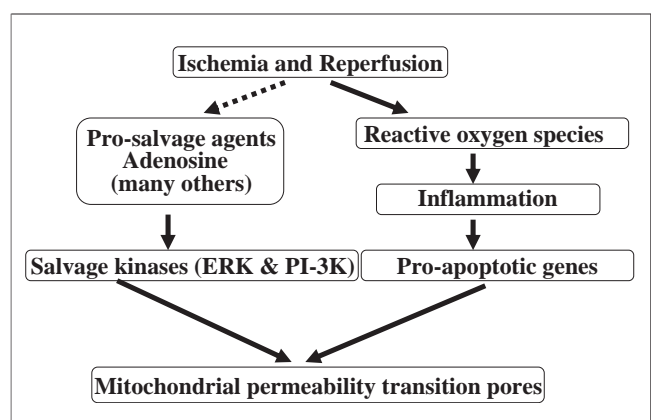 Ischemia and Reperfusion
Pro-salvage agents
Adenosine
(many others)
Reactive oxygen species
Inflammation
Salvage kinases (ERK & PI-3K)
Pro-apoptotic genes
Mitochondrial permeability transition pores